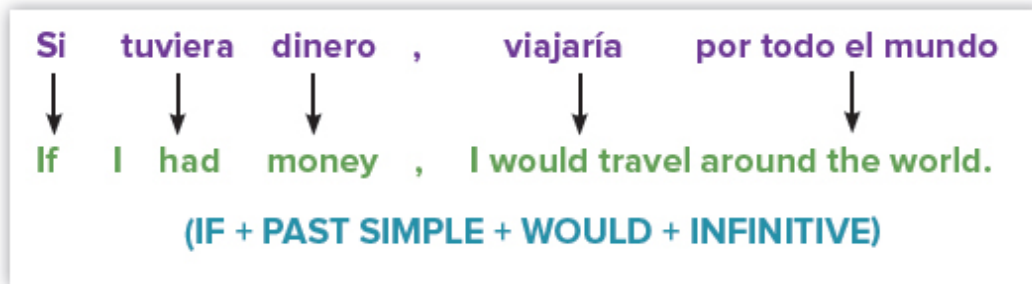 Si tuviera dinero , viajaría por todo el mundo
If I had money , I would travel around the world.
(IF + PAST SIMPLE + WOULD + INFINITIVE)